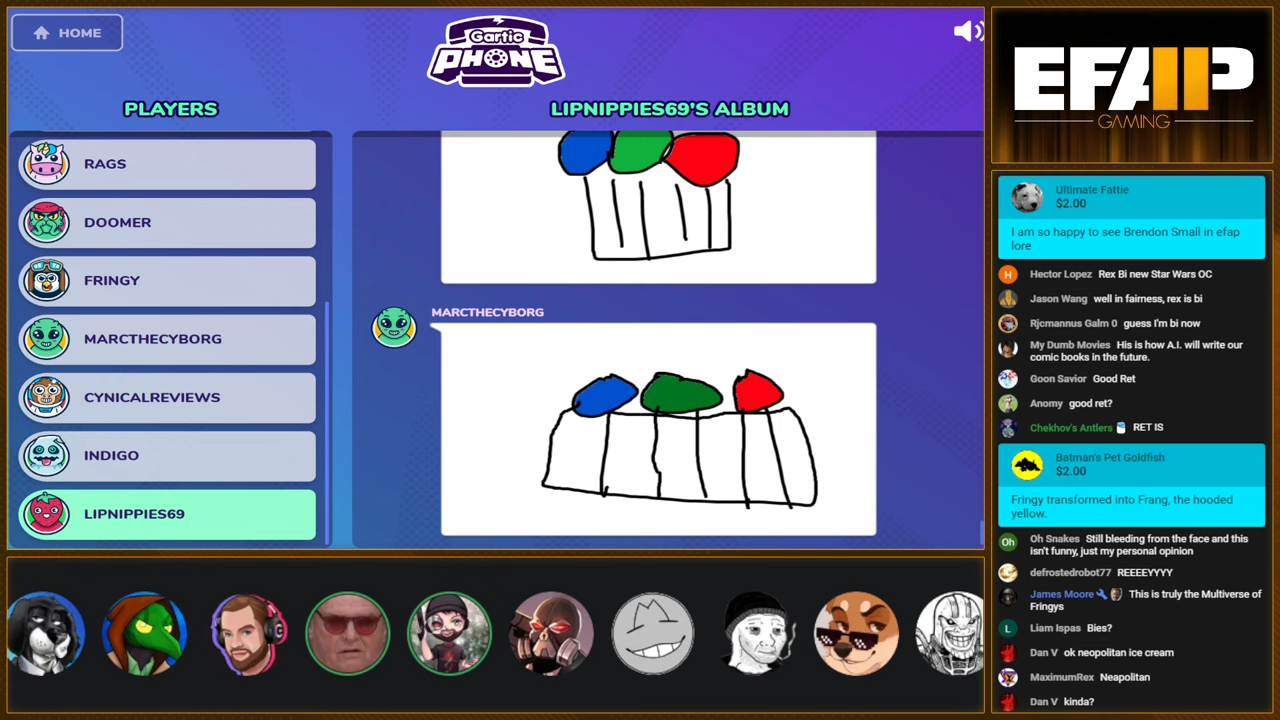 HOME
Gartic
PHONE
PLAYERS
LIPNIPPIES69'S ALBUM
RAGS
DOOMER
FRINGY
MARCTHECYBORG
CYNICALREVIEWS
INDIGO
LIPNIPPIES69
MARCTHECYBORG
EFAP
GAMING
Ultimate Fattie
$2.00
I am so happy to see Brendon Small in efap
lore
H
Hector Lopez Rex Bi new Star Wars OC
Jason Wang well in fairness, rex is bi
Rjcmannus Galm 0 guess I'm bi now
My Dumb Movies His is how A.I. will write our
comic books in the future.
Goon Savior Good Ret
Anomy good ret?
Chekhov's Antlers RET IS
Batman's Pet Goldfish
$2.00
Fringy transformed into Frang, the hooded
yellow.
Oh
Oh Snakes Still bleeding from the face and this
isn't funny, just my personal opinion
defrostedrobot77 REEEEYYYY
James Moore This is truly the Multiverse of
Fringys
L
Liam Ispas Bies?
Dan V ok neopolitan ice cream
MaximumRex Neapolitan
Dan V kinda?